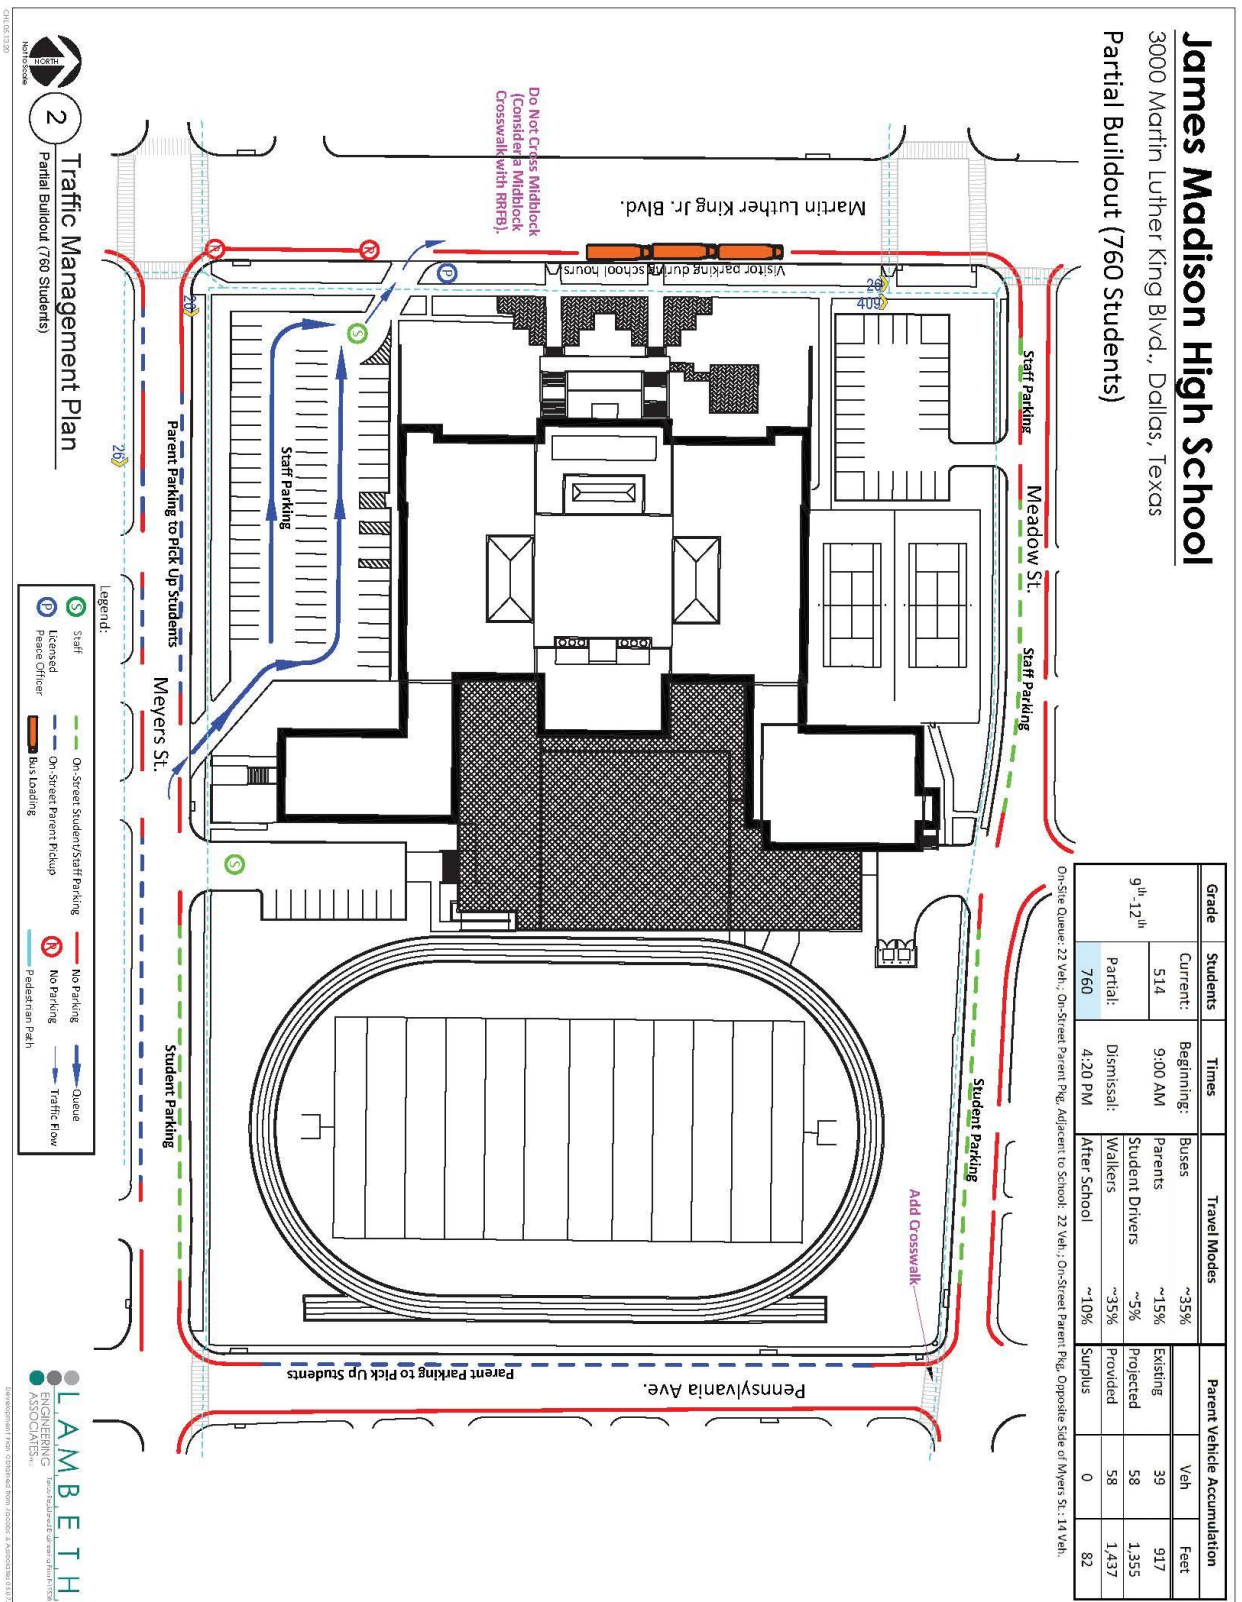 James Madison High School
3000 Martin Luther King Blvd., Dallas, Texas
Partial Buildout (760 Students)
Grade
Students
Times
Travel Modes
Parent Vehicle Accumulation
9th-12th
Current:
514
Partial:
760
Beginning:
9:00 AM
Dismissal:
4:20 PM
Buses ~35%
Parents ~15%
Student Drivers ~5%
Walkers ~35%
After School ~10%
Veh Feet
Existing 39 917
Projected 58 1,355
Provided 58 1,437
Surplus 0 82
On-Site Queue: 22 Veh.; On-Street Parent Pkg. Adjacent to School: 22 Veh.; On-Street Parent Pkg. Opposite Side of Myers St.: 14 Veh.
Staff Parking
Meadow St.
Staff Parking
Student Parking
Add Crosswalk
Martin Luther King Jr. Blvd.
Visitor parking during school hours
26
409
Do Not Cross Midblock
(Consider a Midblock
Crosswalk with RRFB).
R
R
P
S
Staff Parking
Parent Parking to Pick Up Students
26
Meyers St.
S
Student Parking
Parent Parking to Pick Up Students
Pennsylvania Ave.
Legend:
S Staff
P Licensed
Peace Officer
On-Street Student/Staff Parking
On-Street Parent Pickup
Bus Loading
No Parking
R No Parking
Pedestrian Path
Queue
Traffic Flow
NORTH
Not to Scale
2
Traffic Management Plan
Partial Buildout (760 Students)
LAMBETH
ENGINEERING
ASSOCIATES